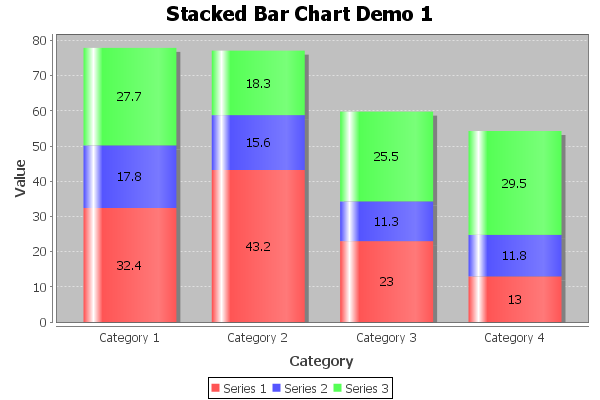 Stacked Bar Chart Demo 1
Value
80
70
60
50
40
30
20
10
0
27.7
17.8
32.4
18.3
15.6
43.2
25.5
11.3
23
29.5
11.8
13
Category 1
Category 2
Category 3
Category 4
Category
Series 1
Series 2
Series 3